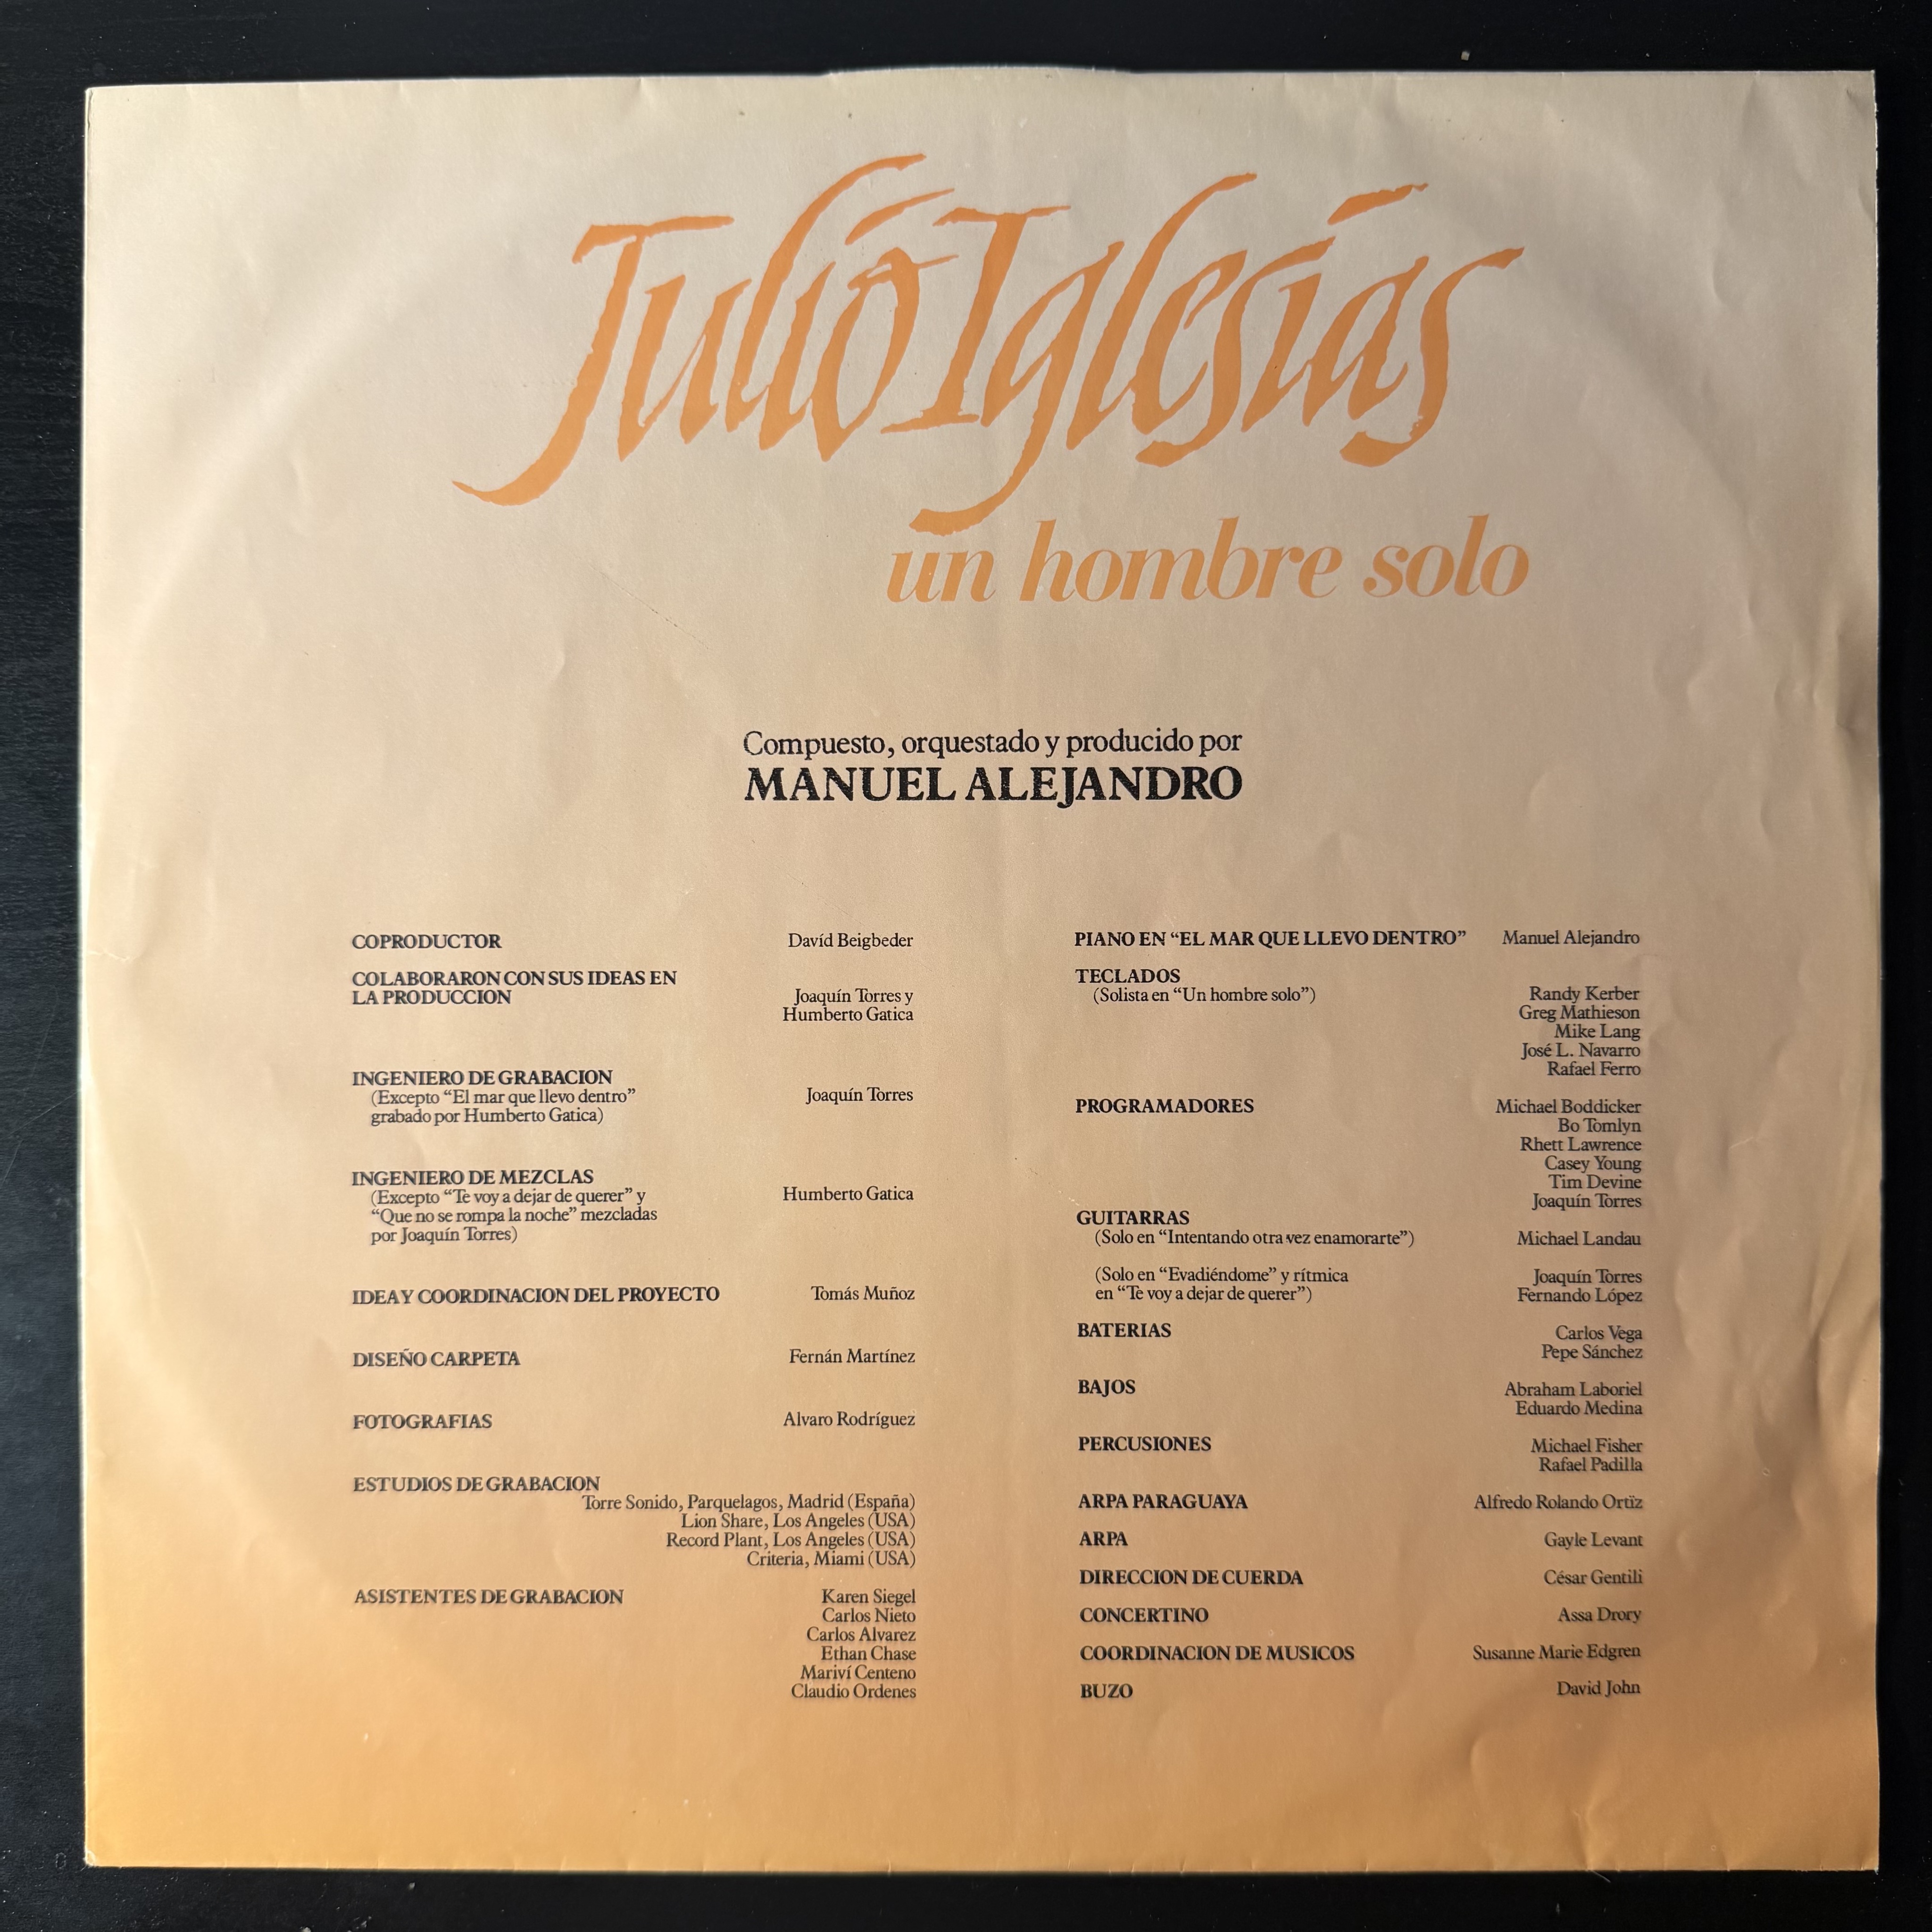 Julio Iglesias
un hombre solo
Compuesto, orquestado y producido por
MANUEL ALEJANDRO
COPRODUCTOR Davíd Beigbeder
COLABORARON CON SUS IDEAS EN
LA PRODUCCION Joaquín Torres y
Humberto Gatica
INGENIERO DE GRABACION
(Excepto “El mar que llevo dentro” Joaquín Torres
grabado por Humberto Gatica)
INGENIERO DE MEZCLAS
(Excepto “Te voy a dejar de querer” y Humberto Gatica
“Que no se rompa la noche” mezcladas
por Joaquín Torres)
IDEA Y COORDINACION DEL PROYECTO Tomás Muñoz
DISEÑO CARPETA Fernán Martínez
FOTOGRAFIAS Alvaro Rodríguez
ESTUDIOS DE GRABACION
Torre Sonido, Parquelagos, Madrid (España)
Lion Share, Los Angeles (USA)
Record Plant, Los Angeles (USA)
Criteria, Miami (USA)
ASISTENTES DE GRABACION Karen Siegel
Carlos Nieto
Carlos Alvarez
Ethan Chase
Mariví Centeno
Claudio Ordenes
PIANO EN “EL MAR QUE LLEVO DENTRO” Manuel Alejandro
TECLADOS
(Solista en “Un hombre solo”) Randy Kerber
Greg Mathieson
Mike Lang
José L. Navarro
Rafael Ferro
PROGRAMADORES Michael Boddicker
Bo Tomlyn
Rhett Lawrence
Casey Young
Tim Devine
Joaquín Torres
GUITARRAS
(Solo en “Intentando otra vez enamorarte”) Michael Landau
(Solo en “Evadiéndome” y rítmica Joaquín Torres
en “Te voy a dejar de querer”) Fernando López
BATERIAS Carlos Vega
Pepe Sánchez
BAJOS Abraham Laboriel
Eduardo Medina
PERCUSIONES Michael Fisher
Rafael Padilla
ARPA PARAGUAYA Alfredo Rolando Ortïz
ARPA Gayle Levant
DIRECCION DE CUERDA César Gentili
CONCERTINO Assa Drory
COORDINACION DE MUSICOS Susanne Marie Edgren
BUZO David John